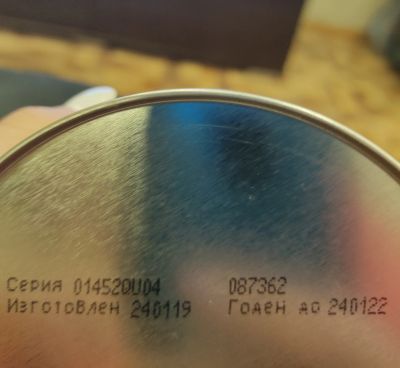 Серия 014520U04 087362
Изготовлен 240119 Годен до 240122